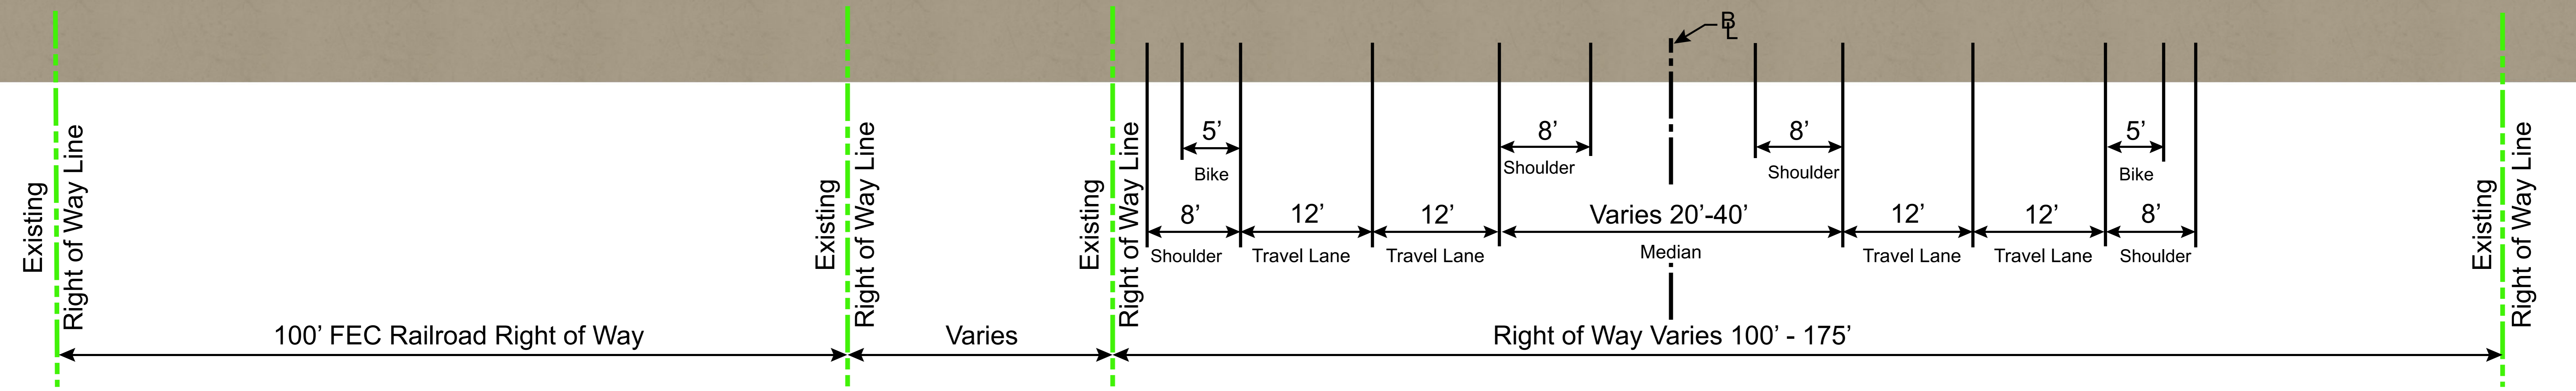 BL
5’
Bike
8’
Shoulder
8’
Shoulder
5’
Bike
8’
Shoulder
12’
Travel Lane
12’
Travel Lane
Varies 20’-40’
Median
12’
Travel Lane
12’
Travel Lane
8’
Shoulder
Existing
Right of Way Line
Existing
Right of Way Line
Existing
Right of Way Line
Existing
Right of Way Line
100’ FEC Railroad Right of Way
Varies
Right of Way Varies 100’ - 175’